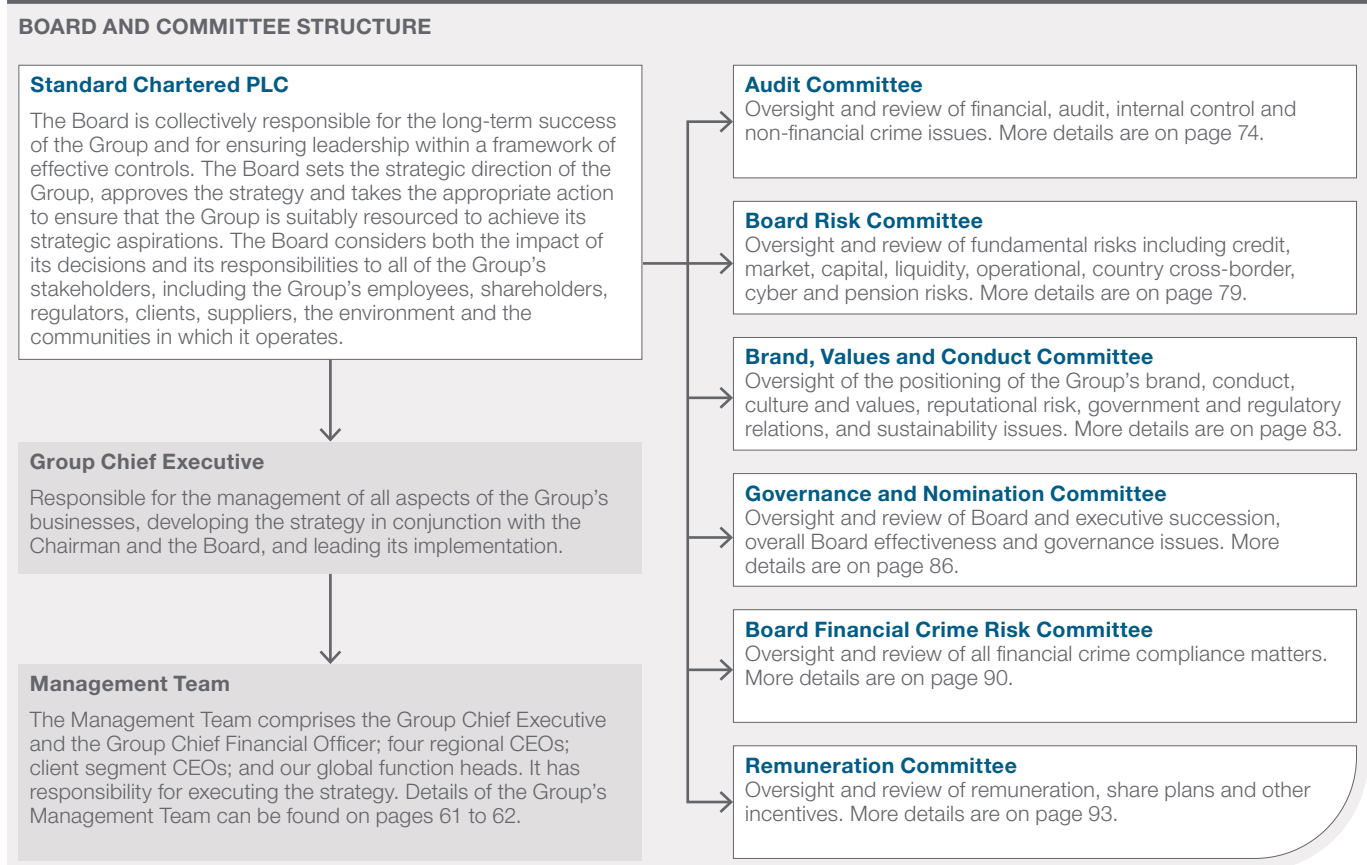 BOARD AND COMMITTEE STRUCTURE
Standard Chartered PLC
The Board is collectively responsible for the long-term success
of the Group and for ensuring leadership within a framework of
effective controls. The Board sets the strategic direction of the
Group, approves the strategy and takes the appropriate action
to ensure that the Group is suitably resourced to achieve its
strategic aspirations. The Board considers both the impact of
its decisions and its responsibilities to all of the Group’s
stakeholders, including the Group’s employees, shareholders,
regulators, clients, suppliers, the environment and the
communities in which it operates.
Group Chief Executive
Responsible for the management of all aspects of the Group’s
businesses, developing the strategy in conjunction with the
Chairman and the Board, and leading its implementation.
Management Team
The Management Team comprises the Group Chief Executive
and the Group Chief Financial Officer; four regional CEOs;
client segment CEOs; and our global function heads. It has
responsibility for executing the strategy. Details of the Group’s
Management Team can be found on pages 61 to 62.
Audit Committee
Oversight and review of financial, audit, internal control and
non-financial crime issues. More details are on page 74.
Board Risk Committee
Oversight and review of fundamental risks including credit,
market, capital, liquidity, operational, country cross-border,
cyber and pension risks. More details are on page 79.
Brand, Values and Conduct Committee
Oversight of the positioning of the Group’s brand, conduct,
culture and values, reputational risk, government and regulatory
relations, and sustainability issues. More details are on page 83.
Governance and Nomination Committee
Oversight and review of Board and executive succession,
overall Board effectiveness and governance issues. More
details are on page 86.
Board Financial Crime Risk Committee
Oversight and review of all financial crime compliance matters.
More details are on page 90.
Remuneration Committee
Oversight and review of remuneration, share plans and other
incentives. More details are on page 93.